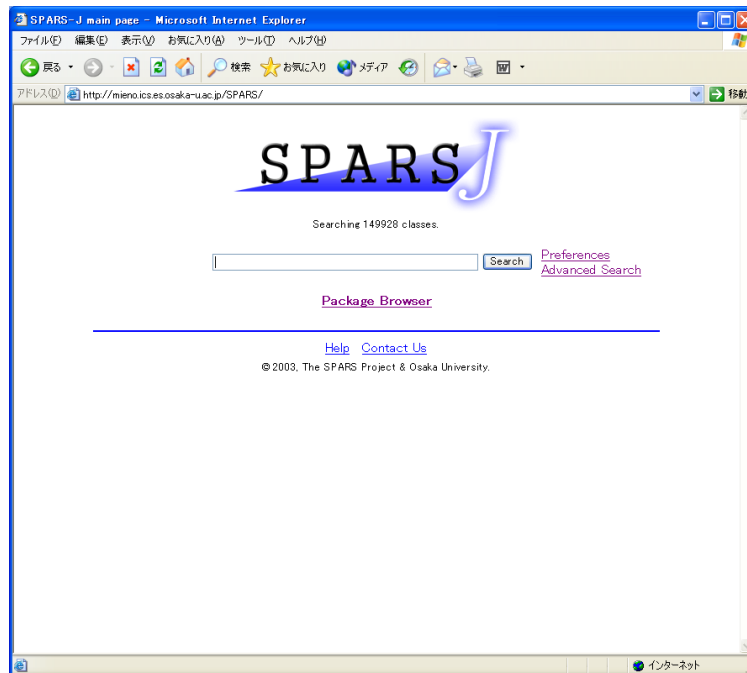 SPARS-J main page - Microsoft Internet Explorer
ファイル(F) 編集(E) 表示(V) お気に入り(A) ツール(T) ヘルプ(H)
戻る 検索 お気に入り メディア
アドレス(D) http://mieno.ics.es.osaka-u.ac.jp/SPARS/ 移動
SPARS J
Searching 149928 classes.
Search Preferences
Advanced Search
Package Browser
Help Contact Us
© 2003, The SPARS Project & Osaka University.
インターネット